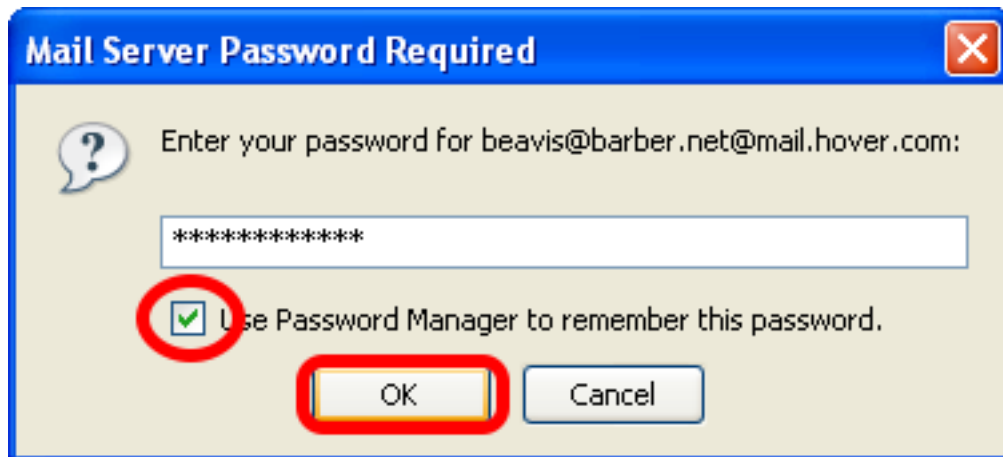 Mail Server Password Required
Enter your password for beavis@barber.net@mail.hover.com:
************
Use Password Manager to remember this password.
OK Cancel